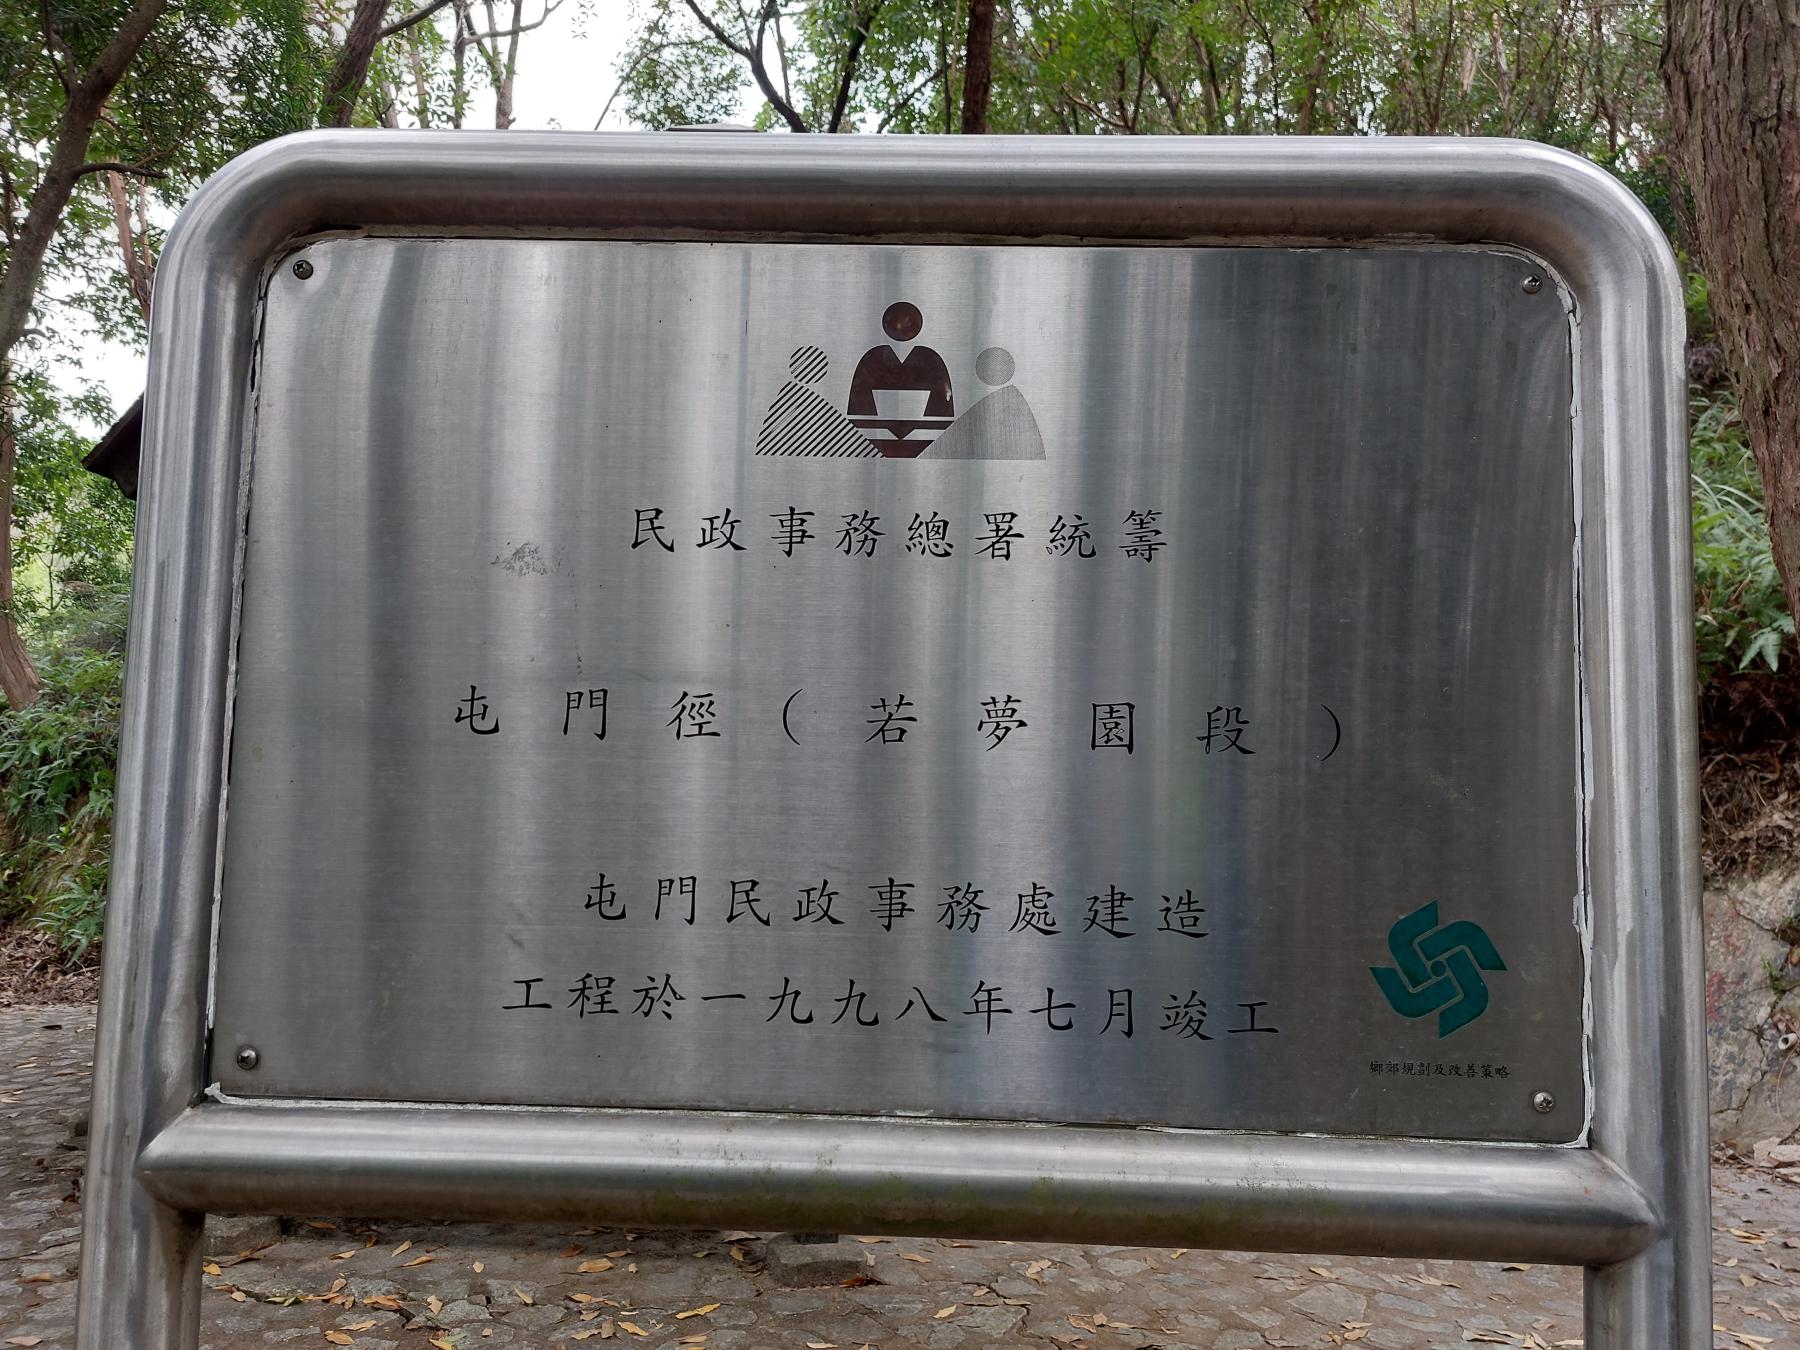 民政事務總署統籌
屯門徑（若夢園段）
屯門民政事務處建造
工程於一九九八年七月竣工
鄉郊規劃及改善策略